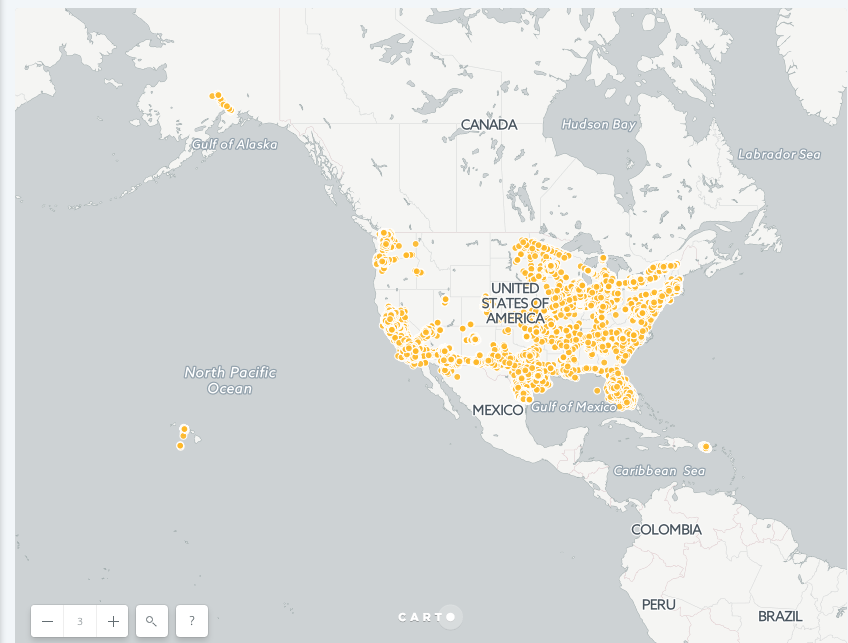 CANADA
Hudson Bay
Gulf of Alaska
Labrador Sea
UNITED
STATES OF
AMERICA
North Pacific
Ocean
MEXICO
Gulf of Mexico
Caribbean Sea
COLOMBIA
PERU
BRAZIL
− 3 +
?
CARTO